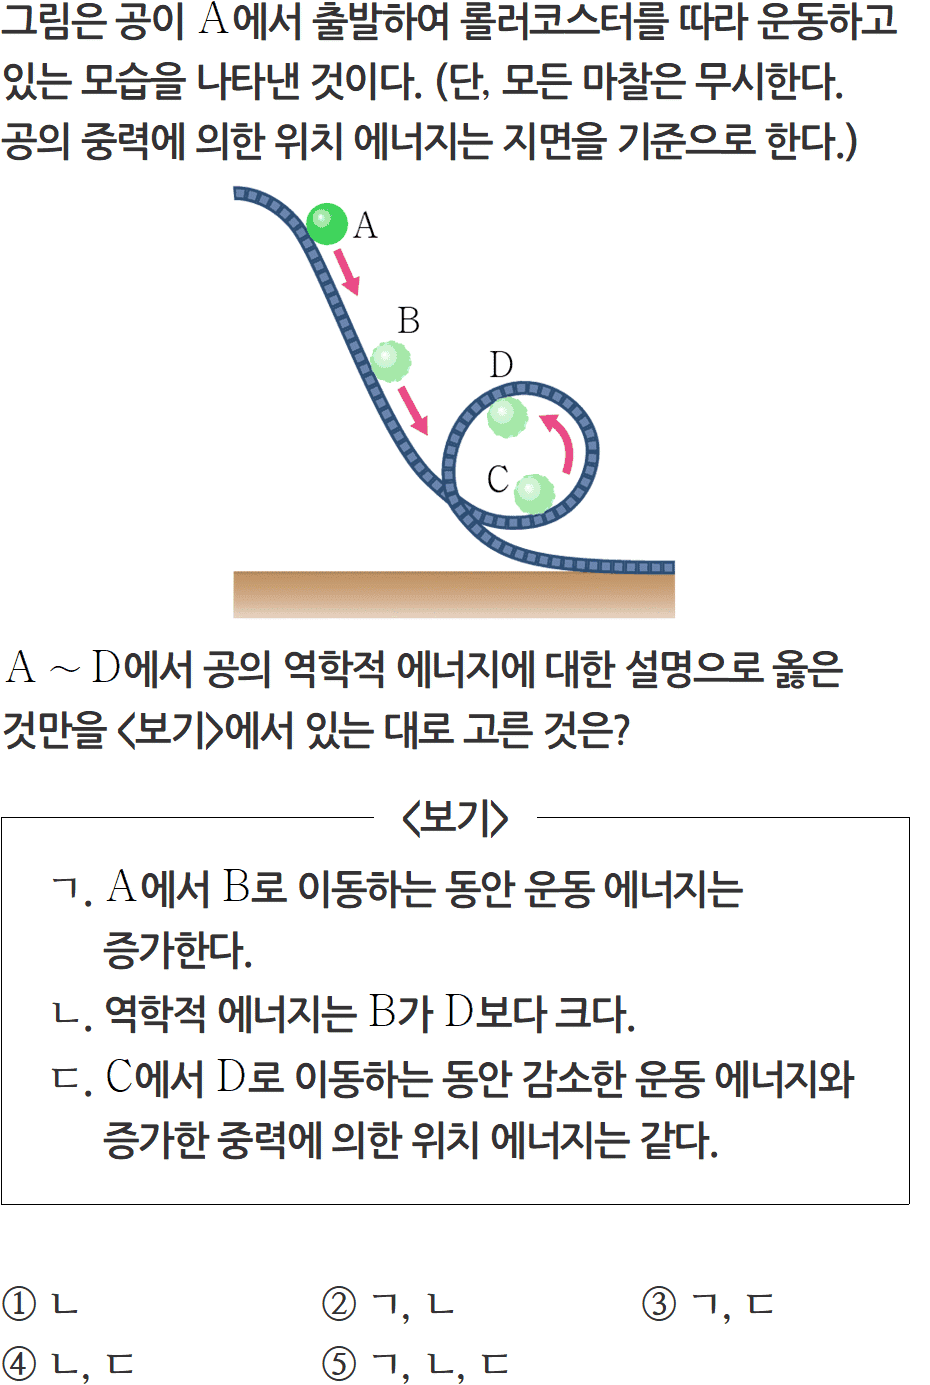 그림은 공이 A에서 출발하여 롤러코스터를 따라 운동하고
있는 모습을 나타낸 것이다. (단, 모든 마찰은 무시한다.
공의 중력에 의한 위치 에너지는 지면을 기준으로 한다.)
A
B
D
C
A ~ D에서 공의 역학적 에너지에 대한 설명으로 옳은
것만을 <보기>에서 있는 대로 고른 것은?
<보기>
ㄱ. A에서 B로 이동하는 동안 운동 에너지는
증가한다.
ㄴ. 역학적 에너지는 B가 D보다 크다.
ㄷ. C에서 D로 이동하는 동안 감소한 운동 에너지와
증가한 중력에 의한 위치 에너지는 같다.
① ㄴ ② ㄱ, ㄴ ③ ㄱ, ㄷ
④ ㄴ, ㄷ ⑤ ㄱ, ㄴ, ㄷ